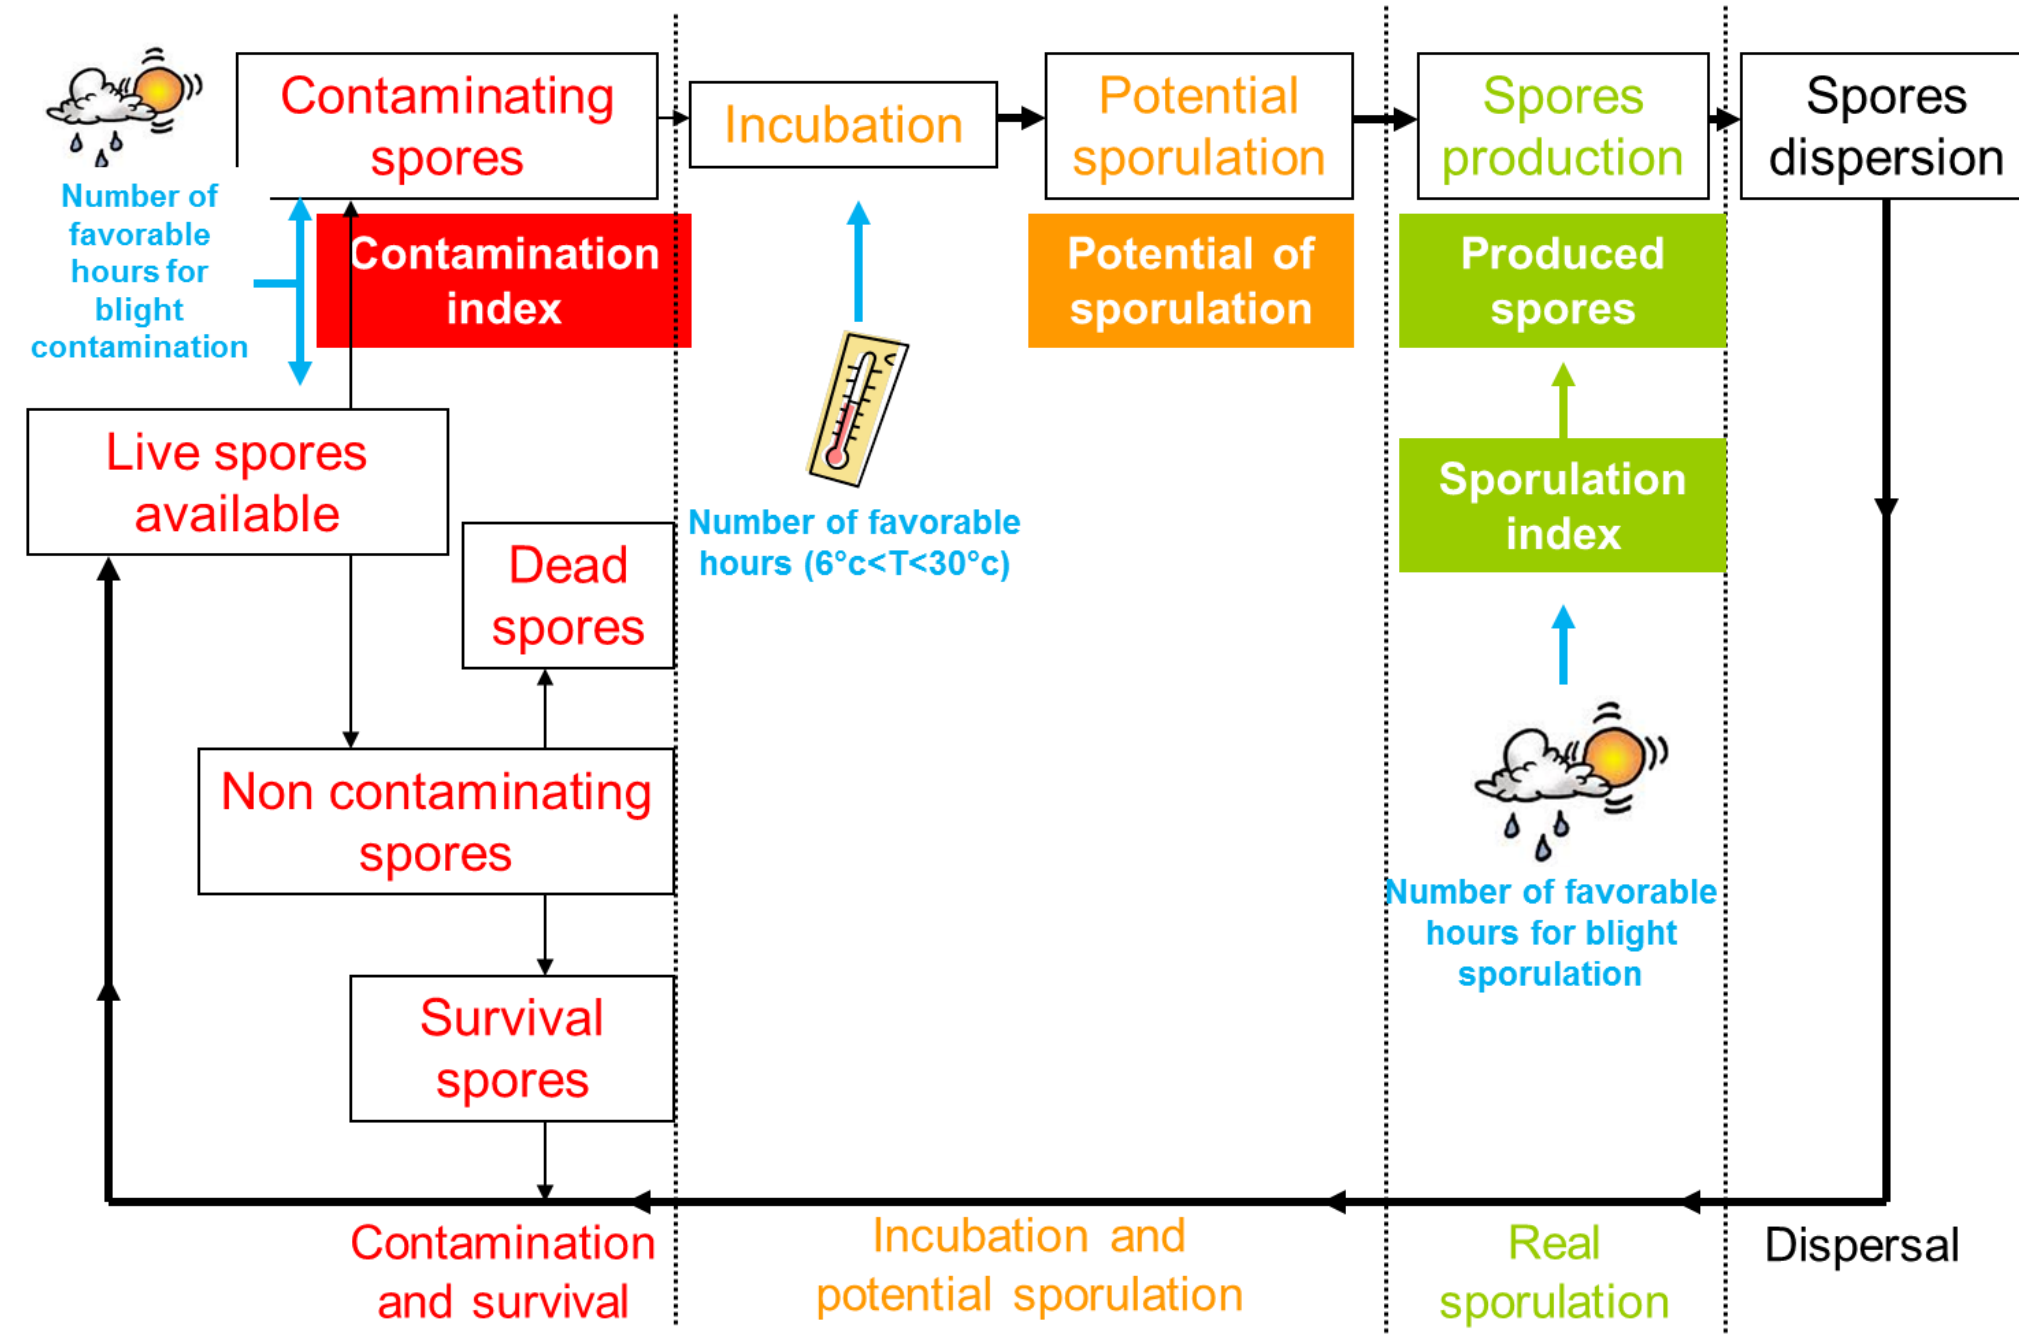 Contaminating
spores
Incubation
Potential
sporulation
Spores
production
Spores
dispersion
Number of
favorable
hours for
blight
contamination
Contamination
index
Potential of
sporulation
Produced
spores
Live spores
available
Dead
spores
Number of favorable
hours (6°c<T<30°c)
Sporulation
index
Non contaminating
spores
Number of favorable
hours for blight
sporulation
Survival
spores
Contamination
and survival
Incubation and
potential sporulation
Real
sporulation
Dispersal